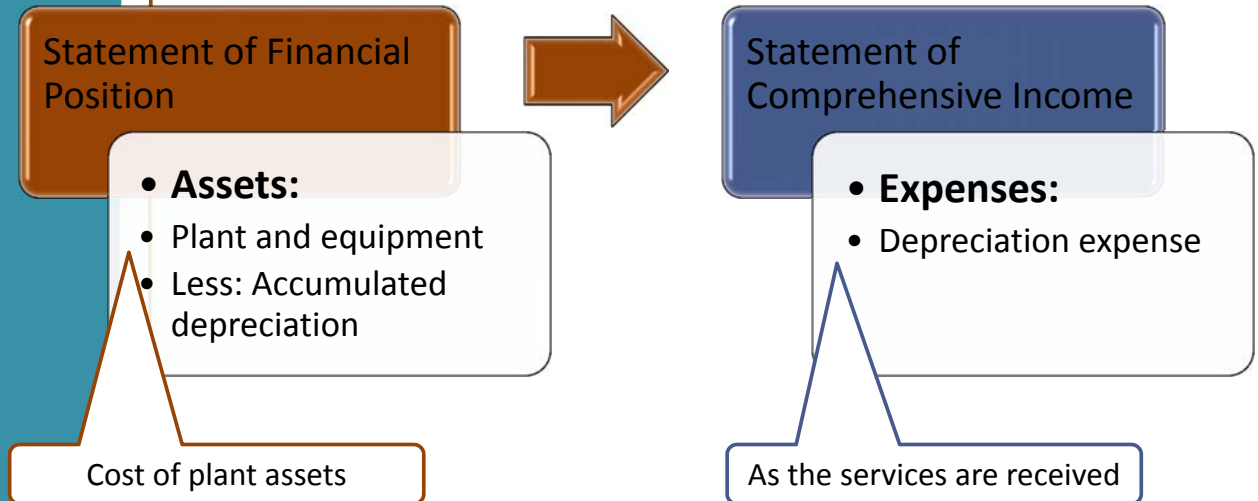 Statement of Financial
Position
• Assets:
• Plant and equipment
• Less: Accumulated
depreciation
Cost of plant assets
Statement of
Comprehensive Income
• Expenses:
• Depreciation expense
As the services are received